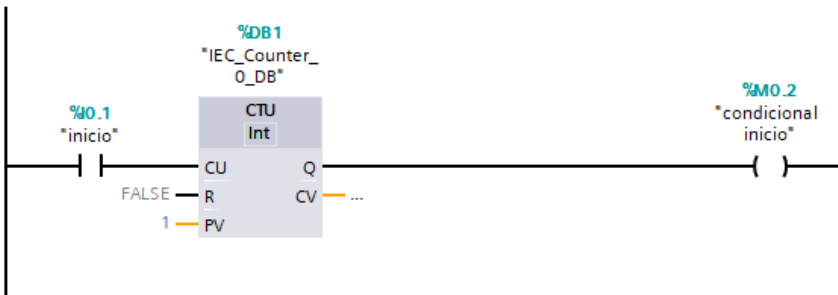 %DB1
"IEC_Counter_
0_DB"
%I0.1
"inicio"
CTU
Int
%M0.2
"condicional
inicio"
CU Q
FALSE R CV ...
1 PV